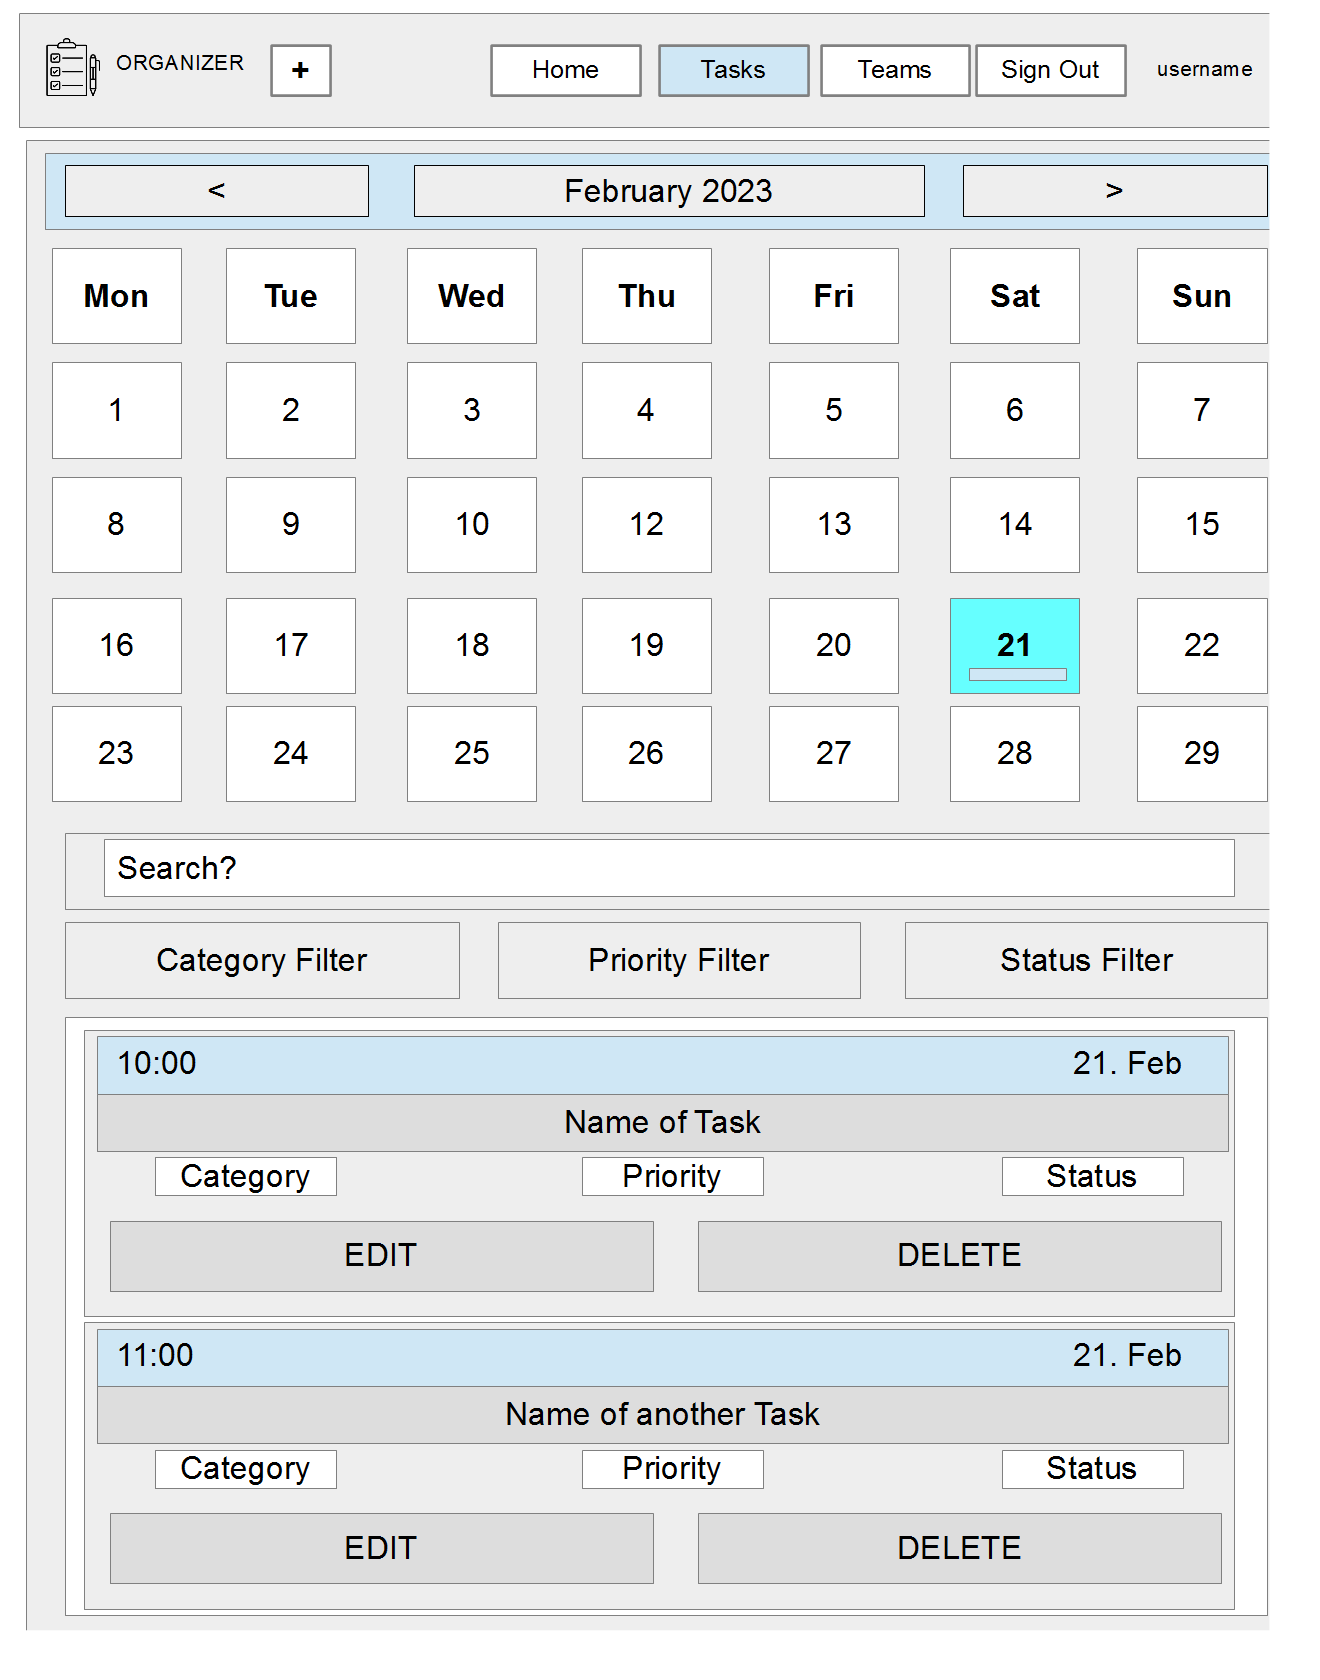 ORGANIZER + Home Tasks Teams Sign Out username
< February 2023 >
Mon Tue Wed Thu Fri Sat Sun
1 2 3 4 5 6 7
8 9 10 12 13 14 15
16 17 18 19 20 21 22
23 24 25 26 27 28 29
Search?
Category Filter Priority Filter Status Filter
10:00 21. Feb
Name of Task
Category Priority Status
EDIT DELETE
11:00 21. Feb
Name of another Task
Category Priority Status
EDIT DELETE